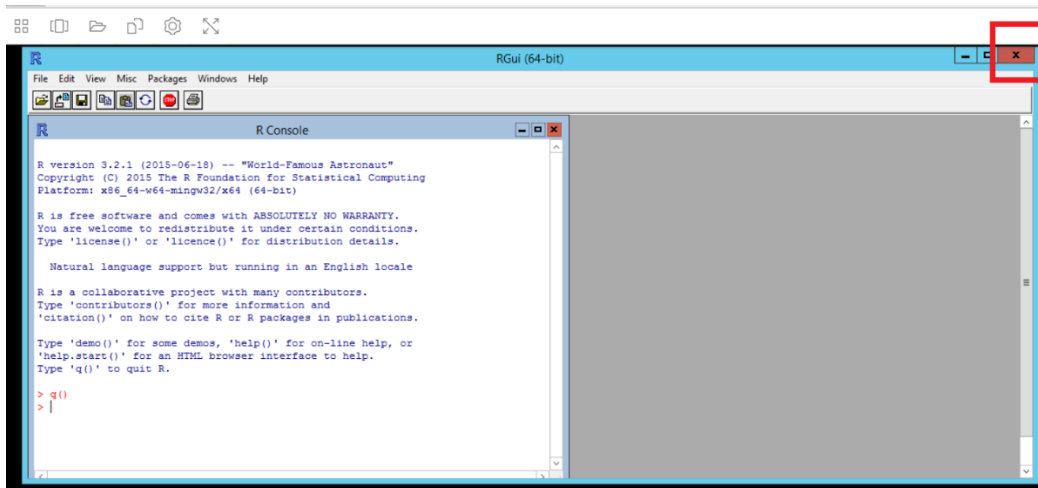 RGui (64-bit)
File Edit View Misc Packages Windows Help
R Console
R version 3.2.1 (2015-06-18) -- "World-Famous Astronaut"
Copyright (C) 2015 The R Foundation for Statistical Computing
Platform: x86_64-w64-mingw32/x64 (64-bit)
R is free software and comes with ABSOLUTELY NO WARRANTY.
You are welcome to redistribute it under certain conditions.
Type 'license()' or 'licence()' for distribution details.
Natural language support but running in an English locale
R is a collaborative project with many contributors.
Type 'contributors()' for more information and
'citation()' on how to cite R or R packages in publications.
Type 'demo()' for some demos, 'help()' for on-line help, or
'help.start()' for an HTML browser interface to help.
Type 'q()' to quit R.
> q()
>